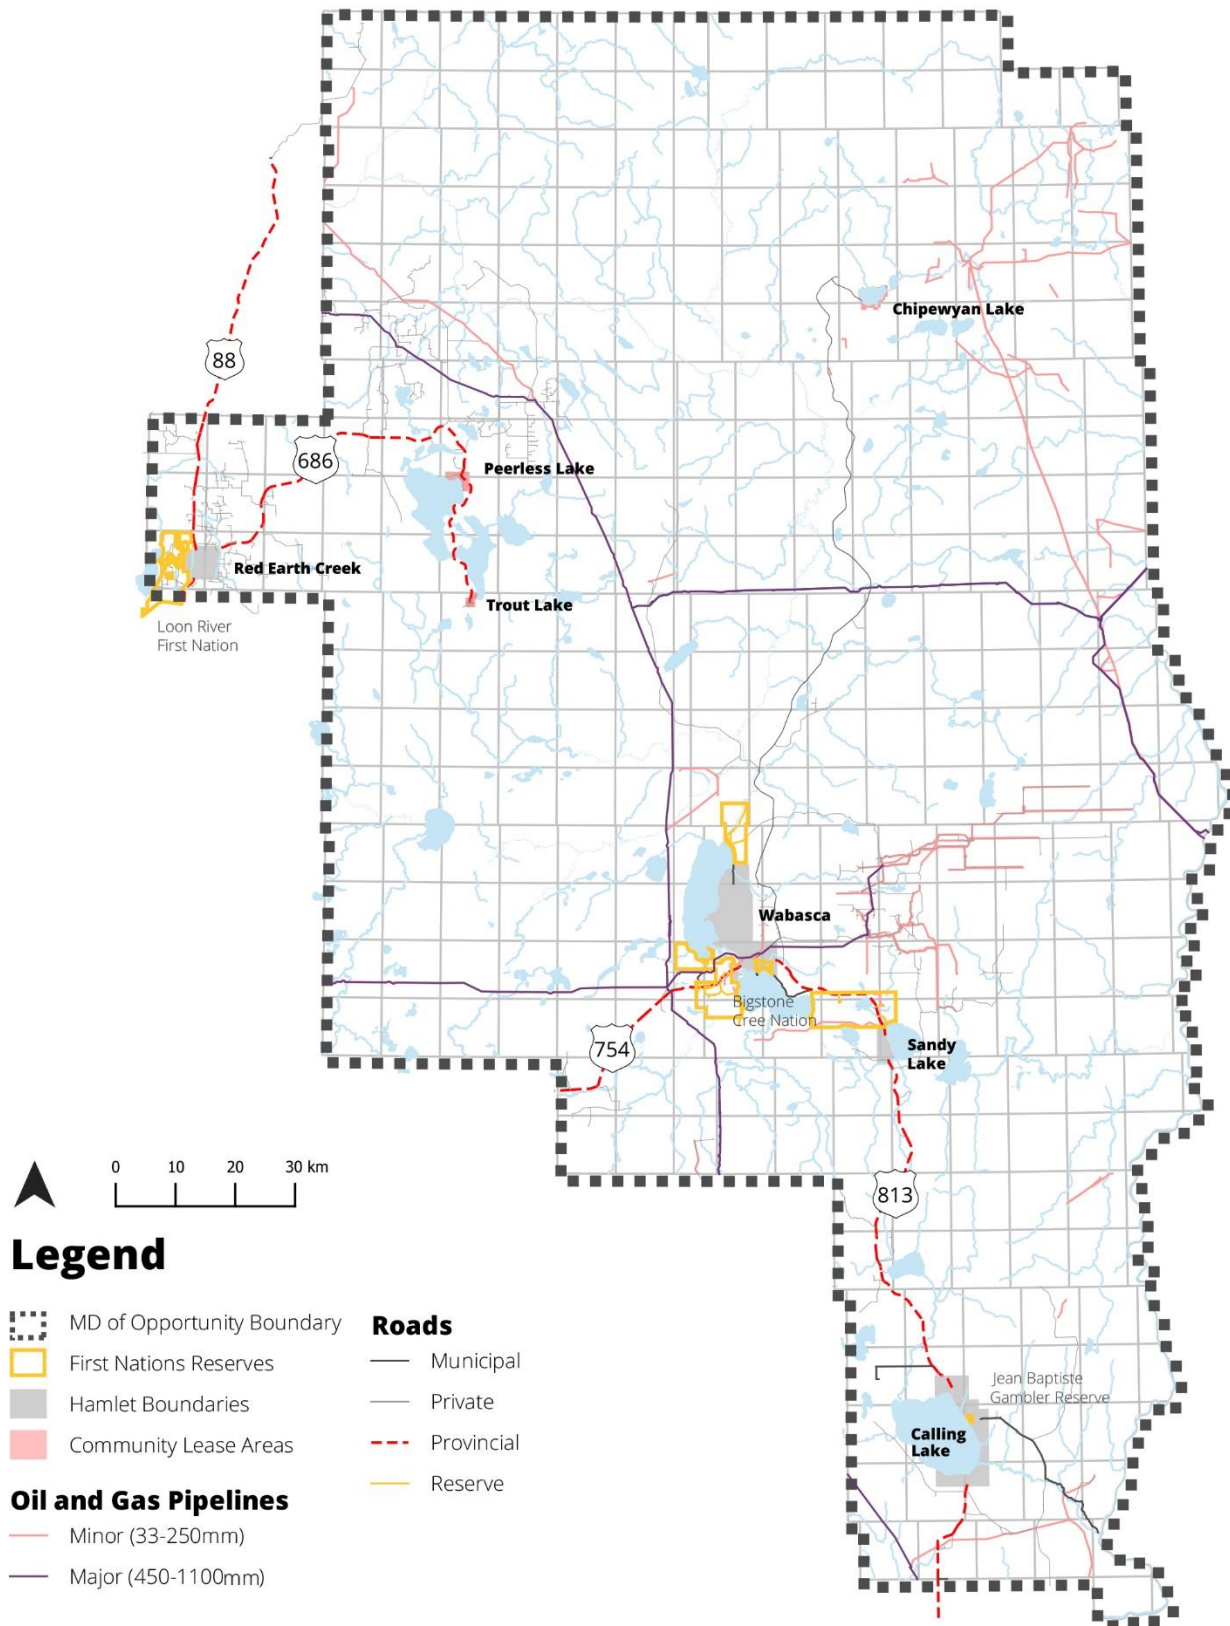 Chipewyan Lake
88
686
Peerless Lake
Red Earth Creek
Trout Lake
Loon River
First Nation
Wabasca
Bigstone
Cree Nation
754
Sandy
Lake
813
0 10 20 30 km
Legend
MD of Opportunity Boundary
First Nations Reserves
Hamlet Boundaries
Community Lease Areas
Oil and Gas Pipelines
Minor (33-250mm)
Major (450-1100mm)
Roads
Municipal
Private
Provincial
Reserve
Jean Baptiste
Gambler Reserve
Calling
Lake